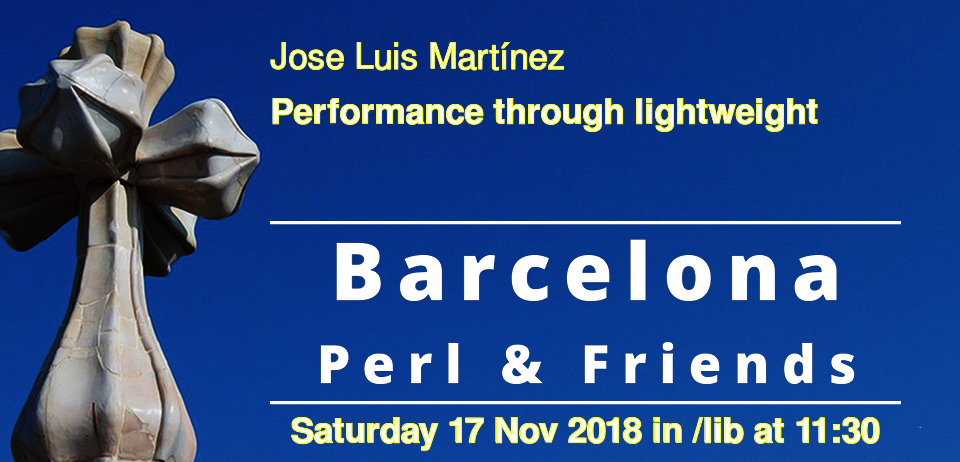 Jose Luis Martínez
Performance through lightweight
Barcelona
Perl & Friends
Saturday 17 Nov 2018 in /lib at 11:30